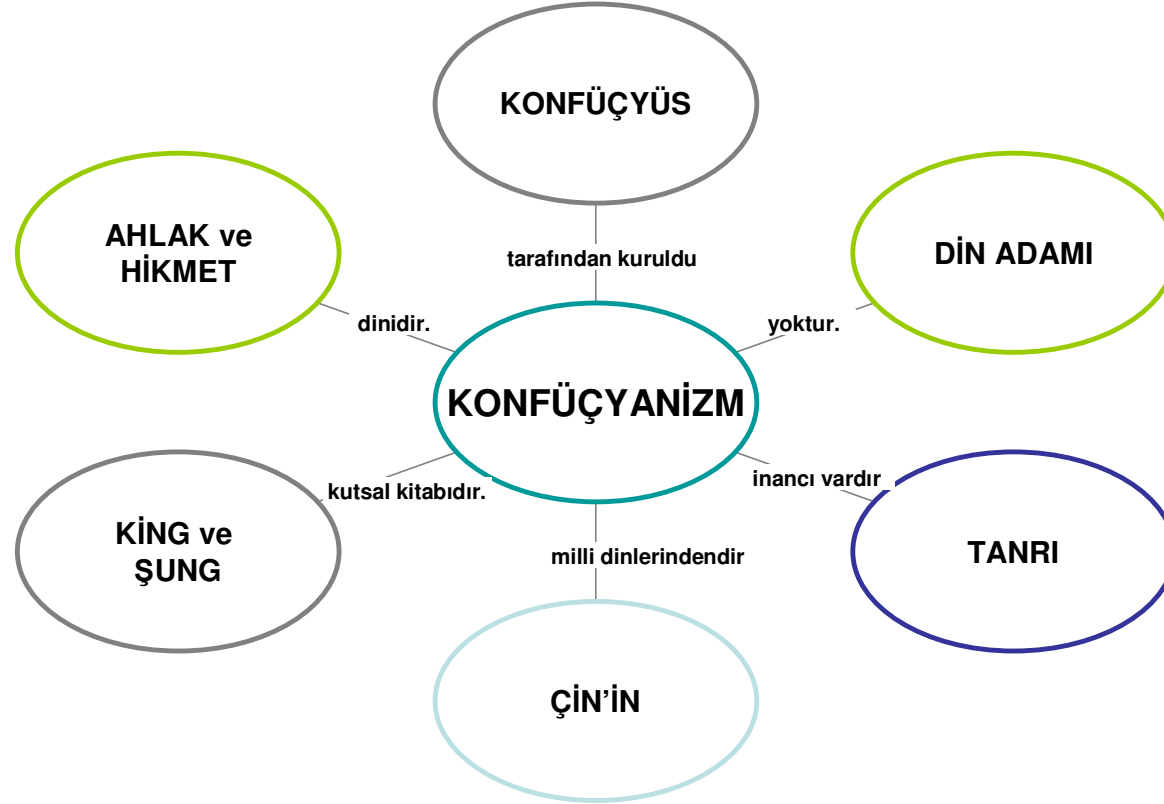 KONFÜÇYÜS
tarafından kuruldu
AHLAK ve
HİKMET
dinidir.
DİN ADAMI
yoktur.
KONFÜÇYANİZM
KİNG ve
ŞUNG
kutsal kitabıdır.
inancı vardır
TANRI
milli dinlerindendir
ÇİN’İN